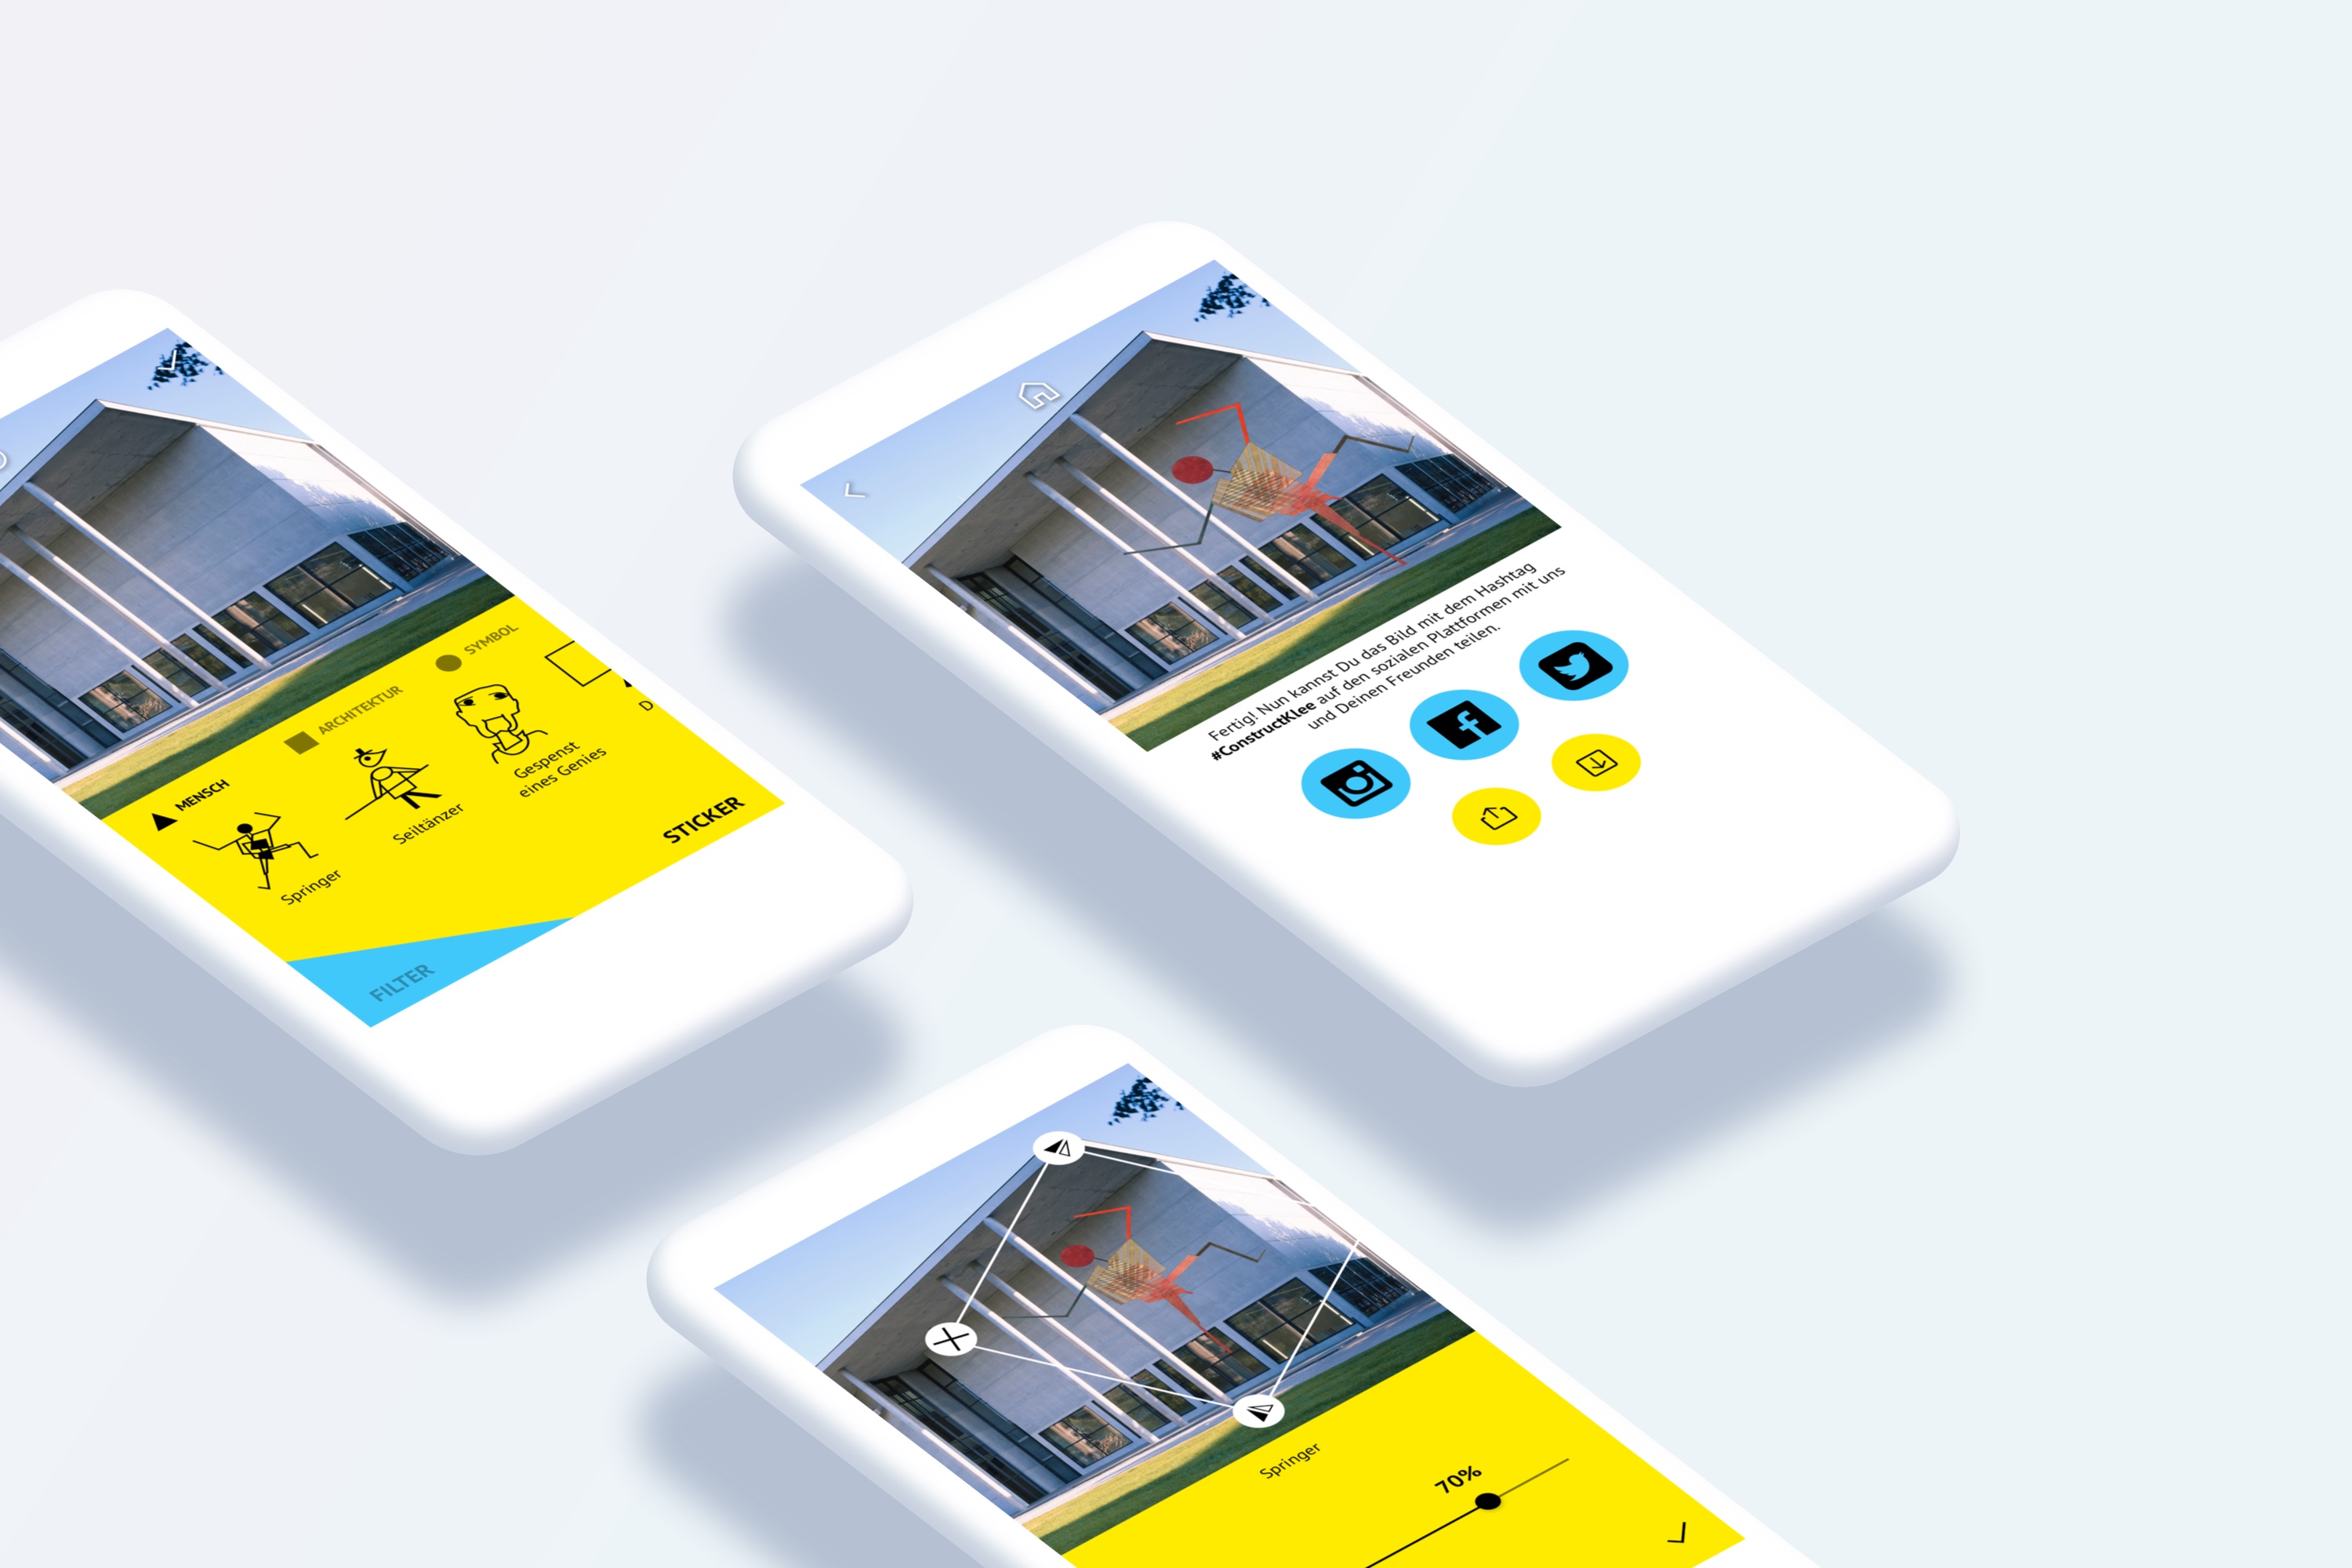 MENSCH
ARCHITEKTUR
SYMBOL
Springer
Seiltänzer
Gespenst
eines Genies
D
STICKER
FILTER
Fertig! Nun kannst Du das Bild mit dem Hashtag
#ConstructKlee auf den sozialen Plattformen mit uns
und Deinen Freunden teilen.
Springer
70%